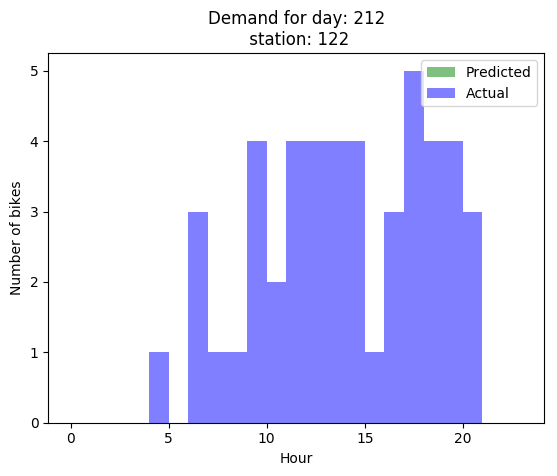 Demand for day: 212
station: 122
Predicted
Actual
5
4
3
2
1
0
Number of bikes
0 5 10 15 20
Hour